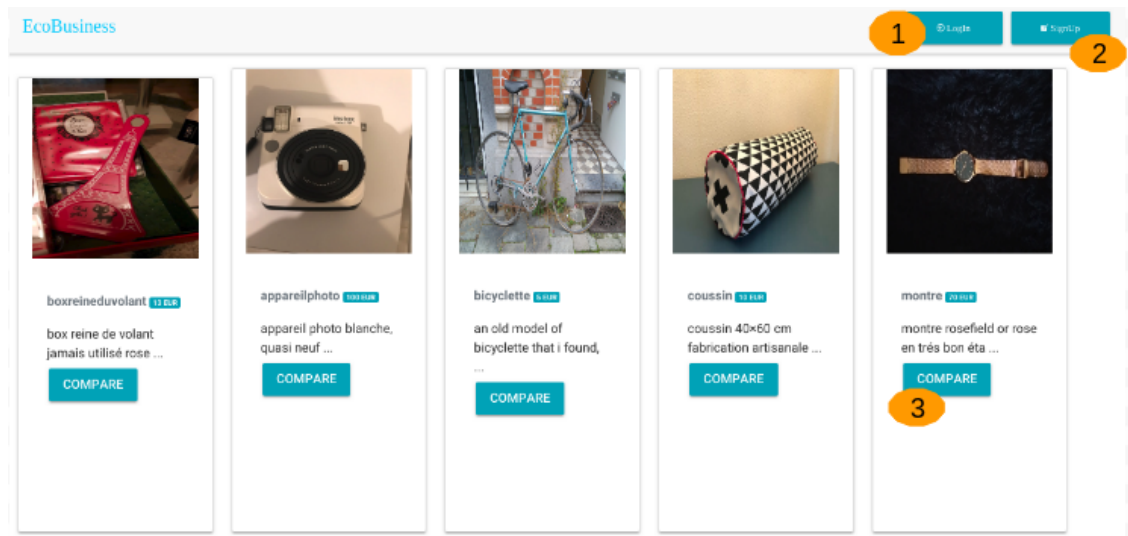 EcoBusiness
1
LogIn
SignUp
2
boxreineduvolant 13 EUR
box reine de volant
jamais utilisé rose ...
COMPARE
appareilphoto 100 EUR
appareil photo blanche,
quasi neuf ...
COMPARE
bicyclette 5 EUR
an old model of
bicyclette that i found,
...
COMPARE
coussin EUR
coussin 40×60 cm
fabrication artisanale ...
COMPARE
montre 70 EUR
montre rosefield or rose
en trés bon éta ...
COMPARE
3